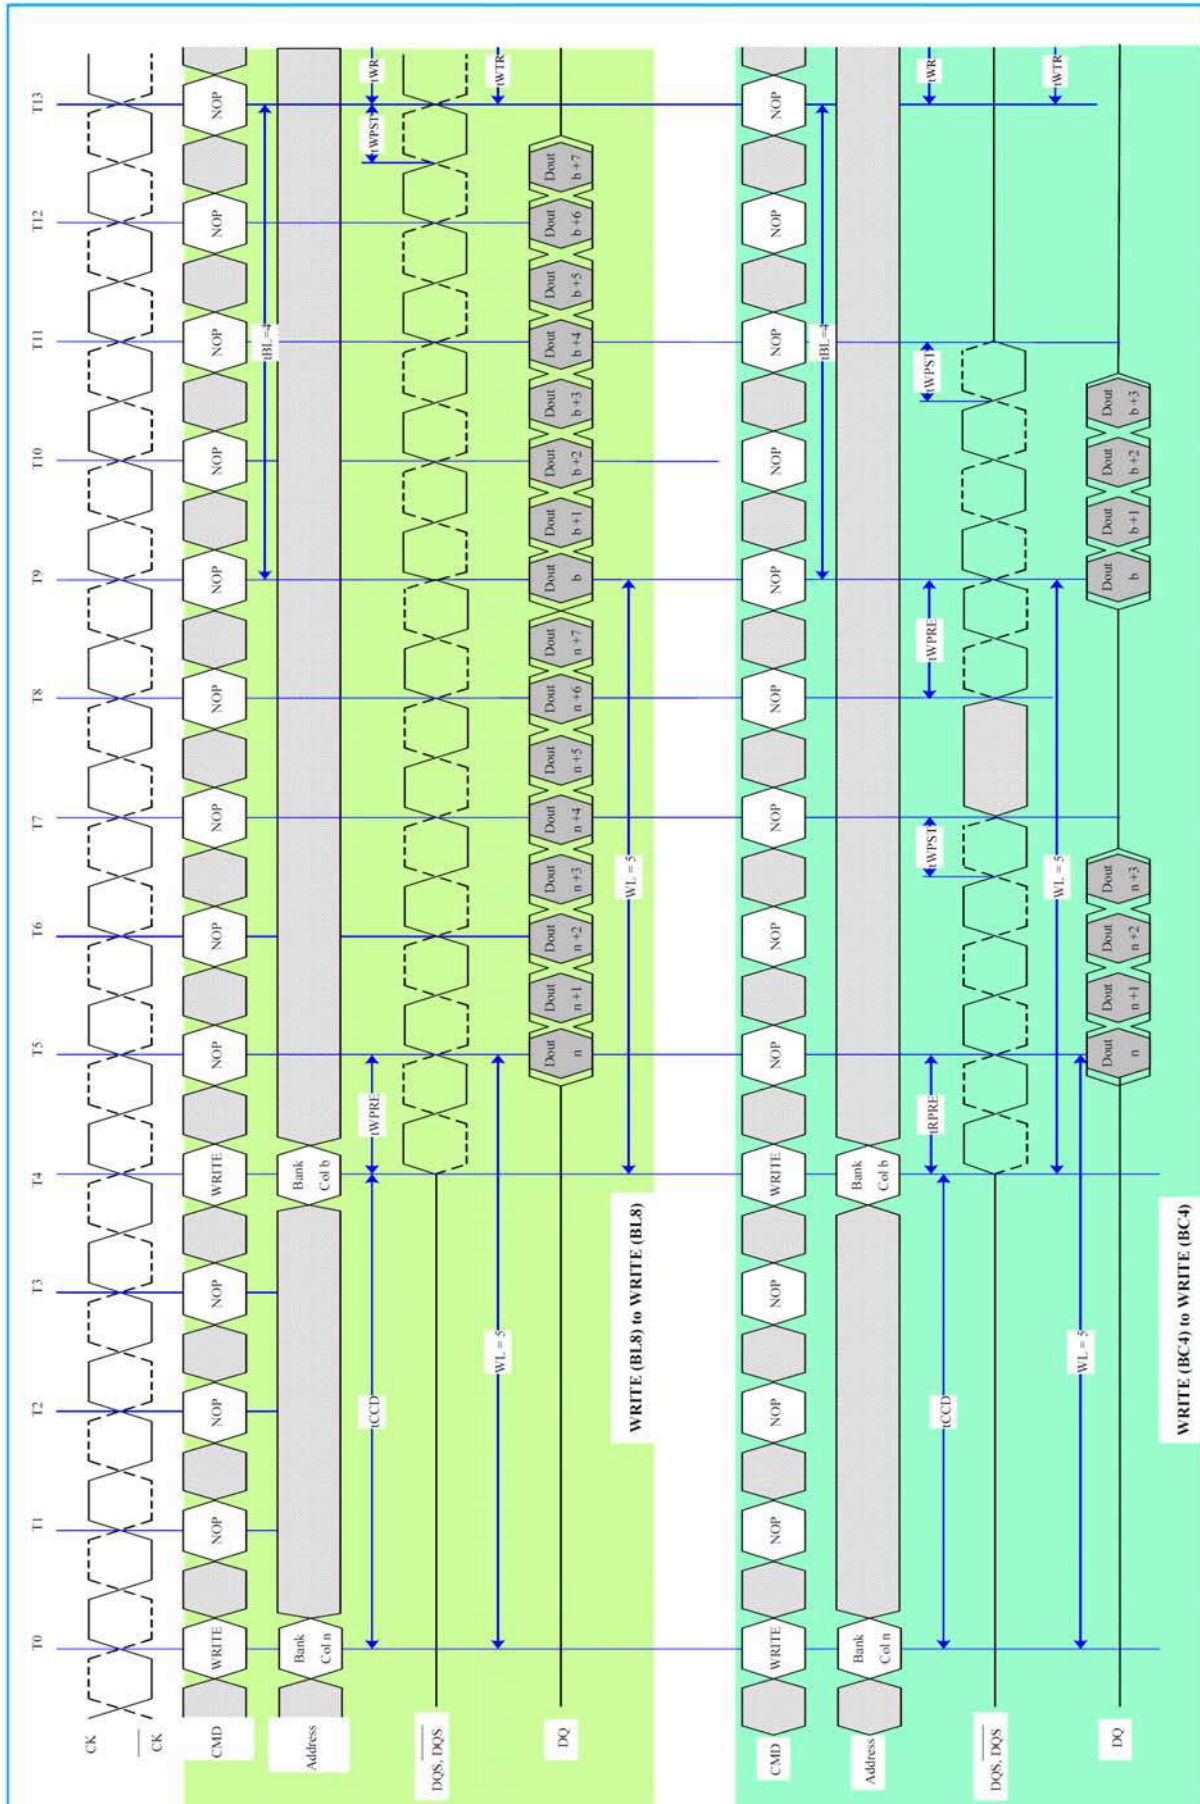 T0 T1 T2 T3 T4 T5 T6 T7 T8 T9 T10 T11 T12 T13
CK
CK
CMD WRITE NOP NOP NOP WRITE NOP NOP NOP NOP NOP NOP NOP NOP NOP
tBL=4
Address
Bank
Col n
Bank
Col b
tCCD tWPRE tWPST tWR
DQS, DQS
WL = 5 tWTR
DQ
Dout Dout Dout Dout Dout Dout Dout Dout Dout Dout Dout Dout Dout Dout Dout Dout
n n +1 n +2 n +3 n +4 n +5 n +6 n +7 b b +1 b +2 b +3 b +4 b +5 b +6 b +7
WL = 5
WRITE (BL8) to WRITE (BL8)
CMD WRITE NOP NOP NOP WRITE NOP NOP NOP NOP NOP NOP NOP NOP NOP
tBL=4
Address
Bank
Col n
Bank
Col b
tCCD tRPRE tWPST tWPRE tWPST tWR
DQS, DQS
WL = 5 tWTR
WL = 5
DQ
Dout Dout Dout Dout Dout Dout Dout Dout
n n +1 n +2 n +3 b b +1 b +2 b +3
WRITE (BC4) to WRITE (BC4)